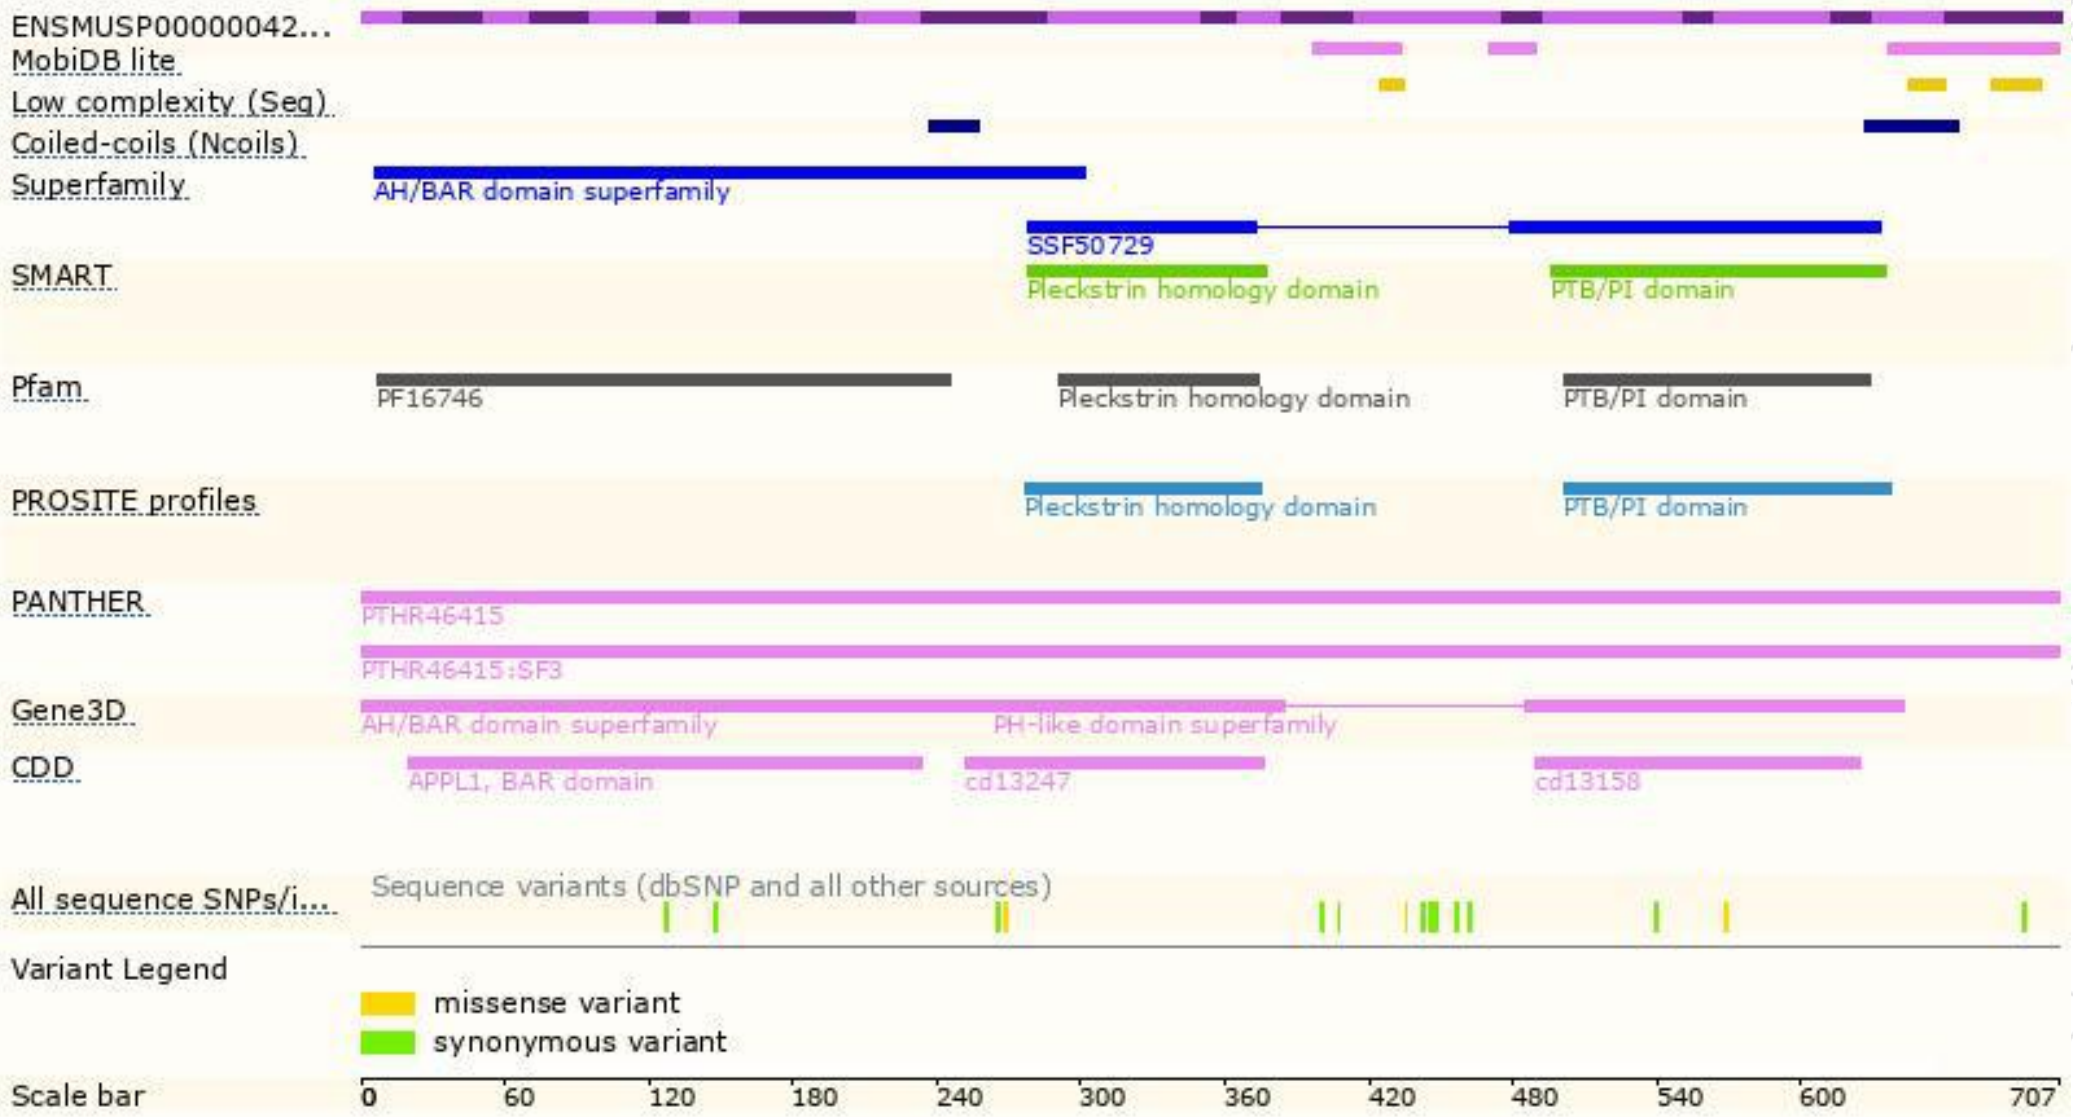 ENSMUSP00000042...
MobiDB lite
Low complexity (Seg)
Coiled-coils (Ncoils)
Superfamily
AH/BAR domain superfamily
SSF50729
SMART
Pleckstrin homology domain PTB/PI domain
Pfam
PF16746 Pleckstrin homology domain PTB/PI domain
PROSITE profiles
Pleckstrin homology domain PTB/PI domain
PANTHER
PTHR46415
PTHR46415:SF3
Gene3D
AH/BAR domain superfamily PH-like domain superfamily
CDD
APPL1, BAR domain cd13247 cd13158
Sequence variants (dbSNP and all other sources)
All sequence SNPs/i...
Variant Legend
missense variant
synonymous variant
Scale bar 0 60 120 180 240 300 360 420 480 540 600 707